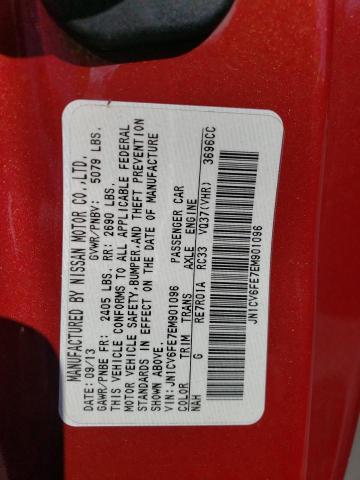 MANUFACTURED BY NISSAN MOTOR CO.,LTD.
DATE: 09/13 GVWR/PNBV: 5079 LBS.
GAWR/PNBE FR: 2405 LBS. RR: 2690 LBS.
THIS VEHICLE CONFORMS TO ALL APPLICABLE FEDERAL
MOTOR VEHICLE SAFETY,BUMPER,AND THEFT PREVENTION
STANDARDS IN EFFECT ON THE DATE OF MANUFACTURE
SHOWN ABOVE.
VIN: JN1CV6FE7EM901096 PASSENGER CAR
COLOR TRIM TRANS AXLE ENGINE
NAH G RE7R01A RC33 VQ37(VHR) 3696CC
JN1CV6FE7EM901096